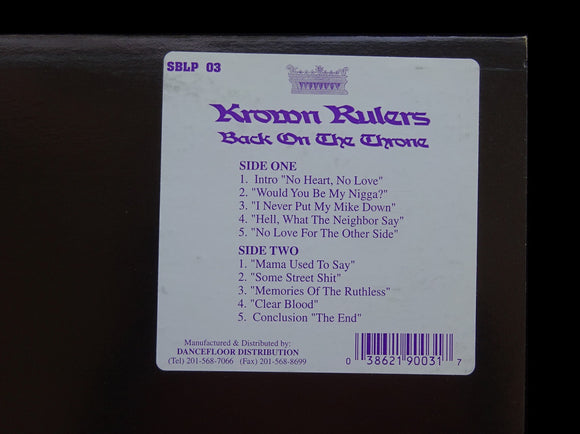 SBLP 03
Krown Rulers
Back On The Throne
SIDE ONE
1. Intro "No Heart, No Love"
2. "Would You Be My Nigga?"
3. "I Never Put My Mike Down"
4. "Hell, What The Neighbor Say"
5. "No Love For The Other Side"
SIDE TWO
1. "Mama Used To Say"
2. "Some Street Shit"
3. "Memories Of The Ruthless"
4. "Clear Blood"
5. Conclusion "The End"
Manufactured & Distributed by:
DANCEFLOOR DISTRIBUTION
(Tel) 201-568-7066 (Fax) 201-568-8699
0 38621 90031 7